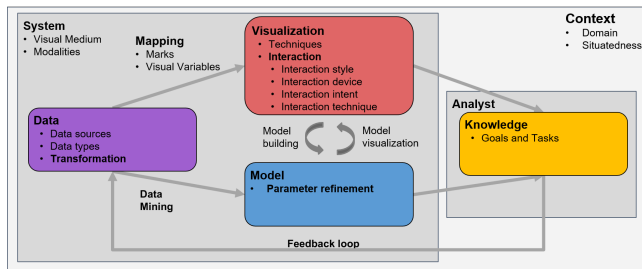 System
• Visual Medium
• Modalities
Mapping
• Marks
• Visual Variables
Visualization
• Techniques
• Interaction
• Interaction style
• Interaction device
• Interaction intent
• Interaction technique
Context
• Domain
• Situatedness
Data
• Data sources
• Data types
• Transformation
Model
building
Model
visualization
Analyst
Knowledge
• Goals and Tasks
Data
Mining
Model
• Parameter refinement
Feedback loop